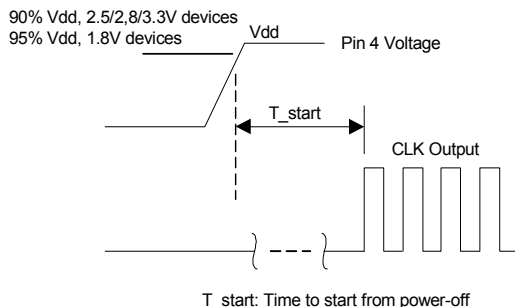 90% Vdd, 2.5/2,8/3.3V devices
95% Vdd, 1.8V devices
Vdd
Pin 4 Voltage
T_start
CLK Output
T_start: Time to start from power-off